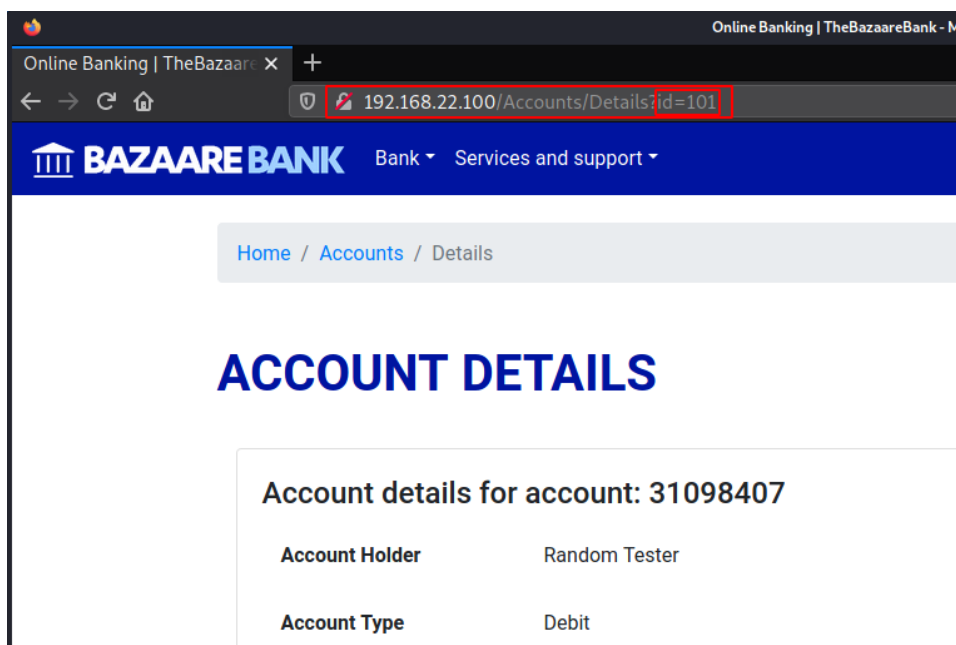 Online Banking | TheBazaareBank - M
Online Banking | TheBazaare
192.168.22.100/Accounts/Details?id=101
BAZAARE BANK Bank Services and support
Home / Accounts / Details
ACCOUNT DETAILS
Account details for account: 31098407
Account Holder Random Tester
Account Type Debit